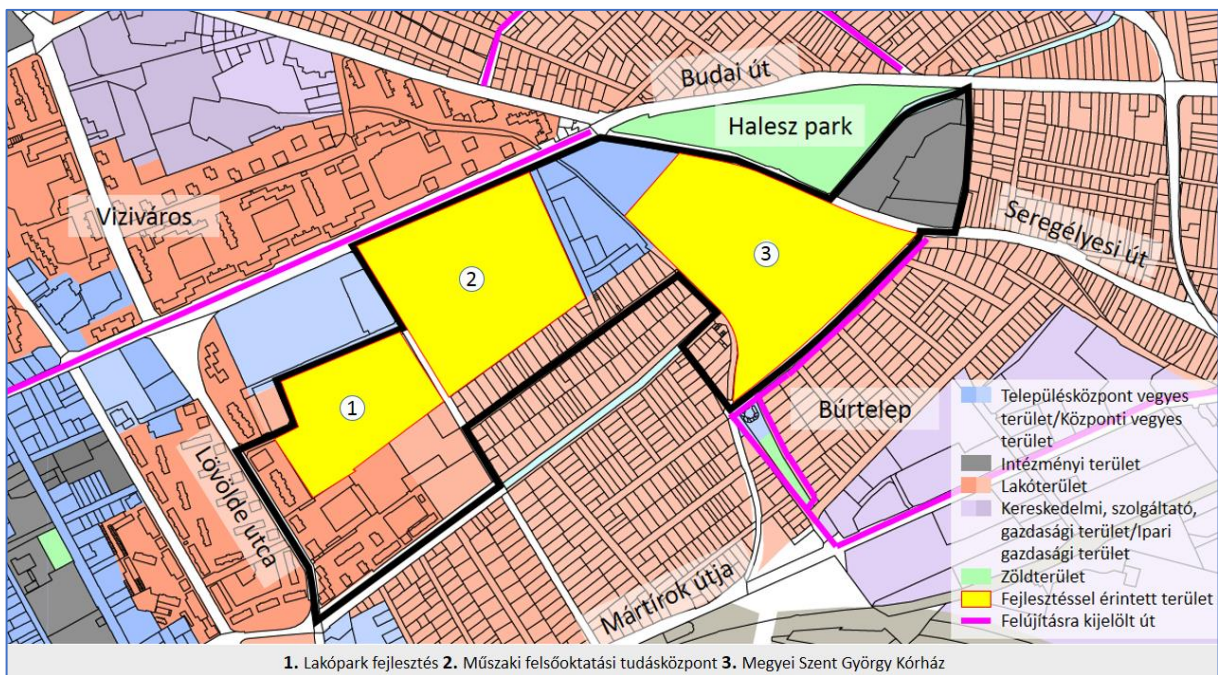 Budai út
Halesz park
Viziváros
Seregélyesi út
2
3
1
Búrtelep
Lövölde utca
Mártírok útja
Településközpont vegyes
terület/Központi vegyes
terület
Intézményi terület
Lakóterület
Kereskedelmi, szolgáltató,
gazdasági terület/Ipari
gazdasági terület
Zöldterület
Fejlesztéssel érintett terület
Felújításra kijelölt út
1. Lakópark fejlesztés 2. Műszaki felsőoktatási tudásközpont 3. Megyei Szent György Kórház